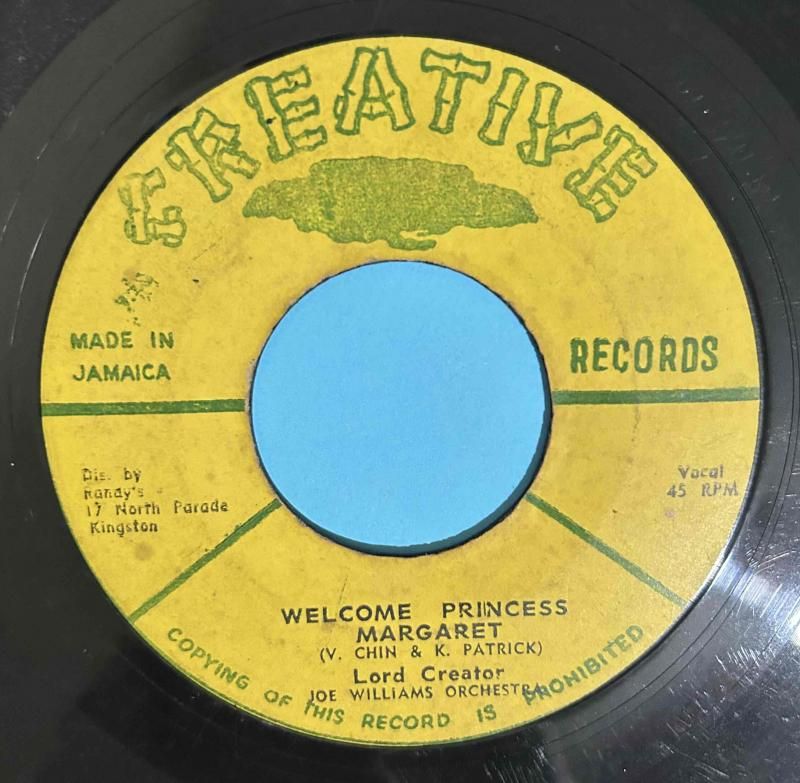 CREATIVE
MADE IN
JAMAICA
RECORDS
Dis. by
Randy's
17 North Parade
Kingston
Vocal
45 RPM
WELCOME PRINCESS
MARGARET
(V. CHIN & K. PATRICK)
Lord Creator
JOE WILLIAMS ORCHESTRA
COPYING OF THIS RECORD IS PROHIBITED